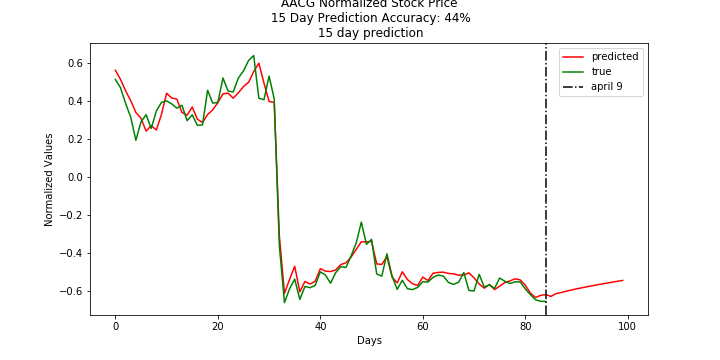 AACG Normalized Stock Price
15 Day Prediction Accuracy: 44%
15 day prediction
predicted
true
april 9
Normalized Values
0.6
0.4
0.2
0.0
−0.2
−0.4
−0.6
0 20 40 60 80 100
Days